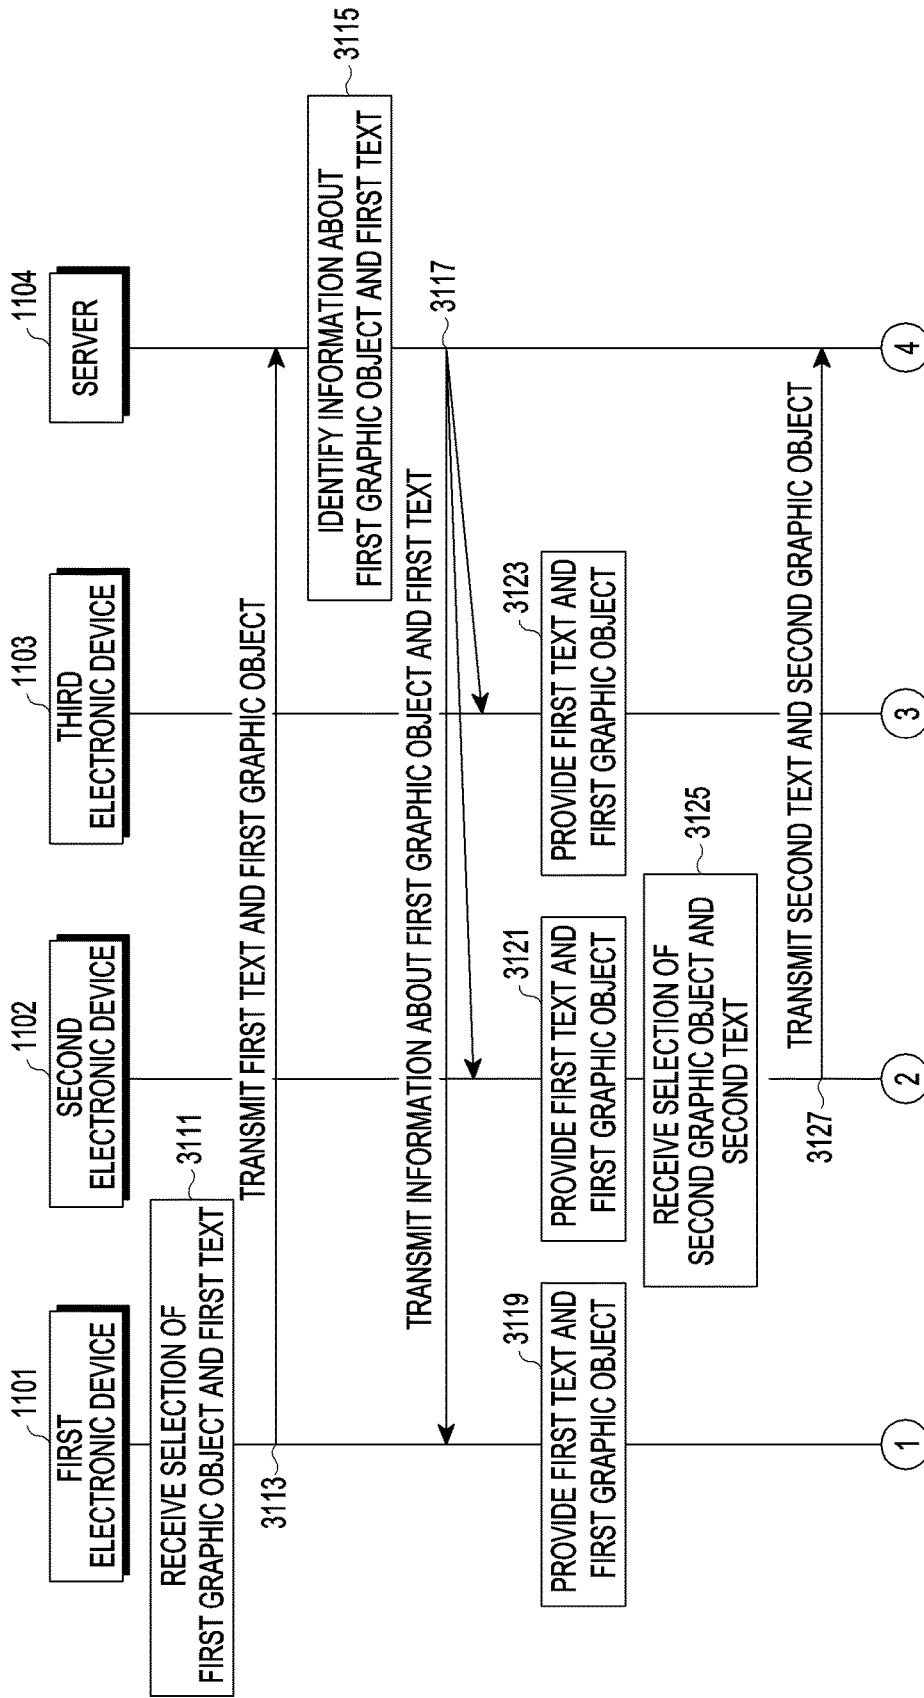 1101
FIRST
ELECTRONIC DEVICE
1102
SECOND
ELECTRONIC DEVICE
1103
THIRD
ELECTRONIC DEVICE
1104
SERVER
3111
RECEIVE SELECTION OF
FIRST GRAPHIC OBJECT AND FIRST TEXT
TRANSMIT FIRST TEXT AND FIRST GRAPHIC OBJECT
3113
3115
IDENTIFY INFORMATION ABOUT
FIRST GRAPHIC OBJECT AND FIRST TEXT
TRANSMIT INFORMATION ABOUT FIRST GRAPHIC OBJECT AND FIRST TEXT
3117
3119
PROVIDE FIRST TEXT AND
FIRST GRAPHIC OBJECT
3121
PROVIDE FIRST TEXT AND
FIRST GRAPHIC OBJECT
3123
PROVIDE FIRST TEXT AND
FIRST GRAPHIC OBJECT
3125
RECEIVE SELECTION OF
SECOND GRAPHIC OBJECT AND
SECOND TEXT
TRANSMIT SECOND TEXT AND SECOND GRAPHIC OBJECT
3127
1
2
3
4